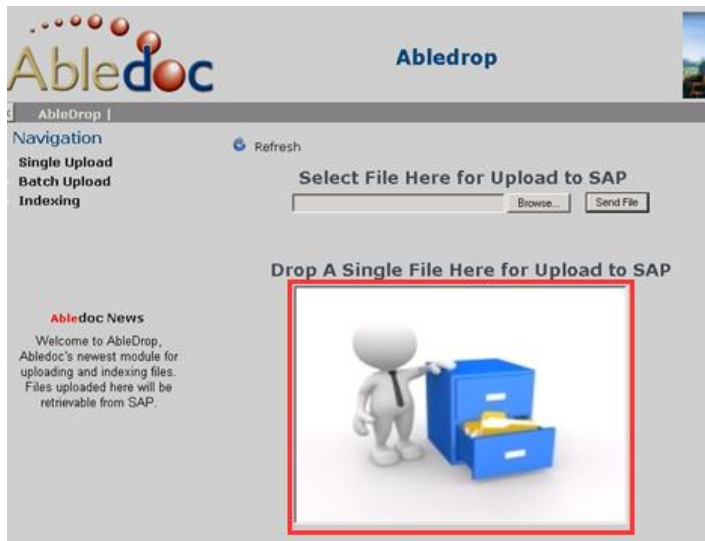 Abledoc
Abledrop
AbleDrop |
Navigation
Single Upload
Batch Upload
Indexing
Refresh
Select File Here for Upload to SAP
Browse... Send File
Drop A Single File Here for Upload to SAP
Abledoc News
Welcome to AbleDrop,
Abledoc's newest module for
uploading and indexing files.
Files uploaded here will be
retrievable from SAP.